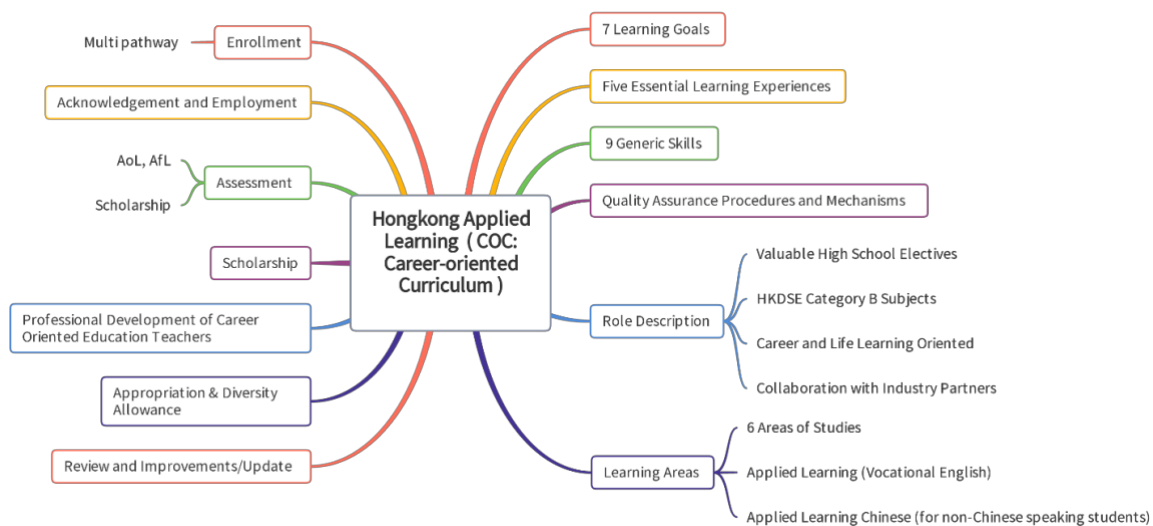 Hongkong Applied
Learning ( COC:
Career-oriented
Curriculum )
7 Learning Goals
Five Essential Learning Experiences
9 Generic Skills
Quality Assurance Procedures and Mechanisms
Role Description
Valuable High School Electives
HKDSE Category B Subjects
Career and Life Learning Oriented
Collaboration with Industry Partners
Learning Areas
6 Areas of Studies
Applied Learning (Vocational English)
Applied Learning Chinese (for non-Chinese speaking students)
Enrollment
Multi pathway
Acknowledgement and Employment
Assessment
AoL, AfL
Scholarship
Scholarship
Professional Development of Career
Oriented Education Teachers
Appropriation & Diversity
Allowance
Review and Improvements/Update